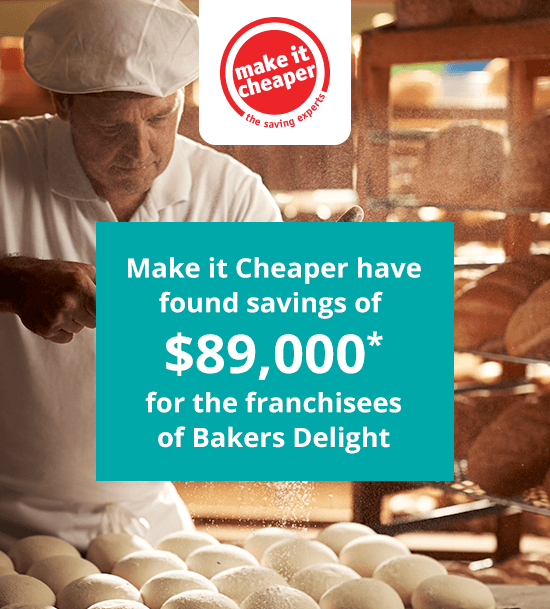 make it
cheaper
the saving experts
Make it Cheaper have
found savings of
$89,000*
for the franchisees
of Bakers Delight